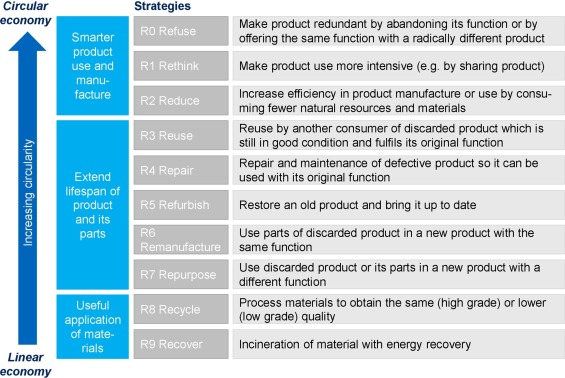 Circular
economy
Strategies
Smarter
product
use and
manu-
facture
R0 Refuse
Make product redundant by abandoning its function or by
offering the same function with a radically different product
R1 Rethink
Make product use more intensive (e.g. by sharing product)
R2 Reduce
Increase efficiency in product manufacture or use by consu-
ming fewer natural resources and materials
Increasing circularity
Extend
lifespan of
product
and its
parts
R3 Reuse
Reuse by another consumer of discarded product which is
still in good condition and fulfils its original function
R4 Repair
Repair and maintenance of defective product so it can be
used with its original function
R5 Refurbish
Restore an old product and bring it up to date
R6
Remanufacture
Use parts of discarded product in a new product with the
same function
R7 Repurpose
Use discarded product or its parts in a new product with a
different function
Useful
application
of mate-
rials
R8 Recycle
Process materials to obtain the same (high grade) or lower
(low grade) quality
R9 Recover
Incineration of material with energy recovery
Linear
economy